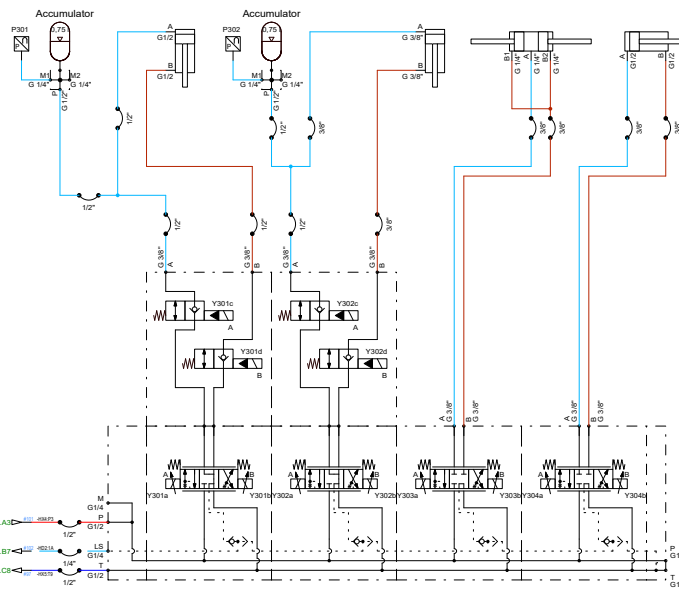 Accumulator
Accumulator
P301
0,75 l
A
G1/2
B
G1/2
M1
G 1/4"
M2
G 1/4"
P
G 1/2"
P302
0,75 l
A
G 3/8"
B
G 3/8"
M1
G 1/4"
M2
G 1/4"
P
G 1/2"
B1
G 1/4"
A
G 1/4"
B2
G 1/4"
A
G1/2
B
G1/2
1/2"
1/2"
3/8"
3/8"
3/8"
3/8"
3/8"
1/2"
1/2"
1/2"
1/2"
3/8"
G 3/8"
A
G 3/8"
B
G 3/8"
A
G 3/8"
B
Y301c
A
Y302c
A
Y301d
B
Y302d
B
A
G 3/8"
B
G 3/8"
A
G 3/8"
B
G 3/8"
A
B
A
B
A
B
A
B
Y301a
Y301b
Y302a
Y302b
Y303a
Y303b
Y304a
Y304b
M
G1/4
P
G1/2
LS
G1/4
T
G1/2
.A3
1/2"
.B7
1/4"
.C8
1/2"
P
G1
T
G1